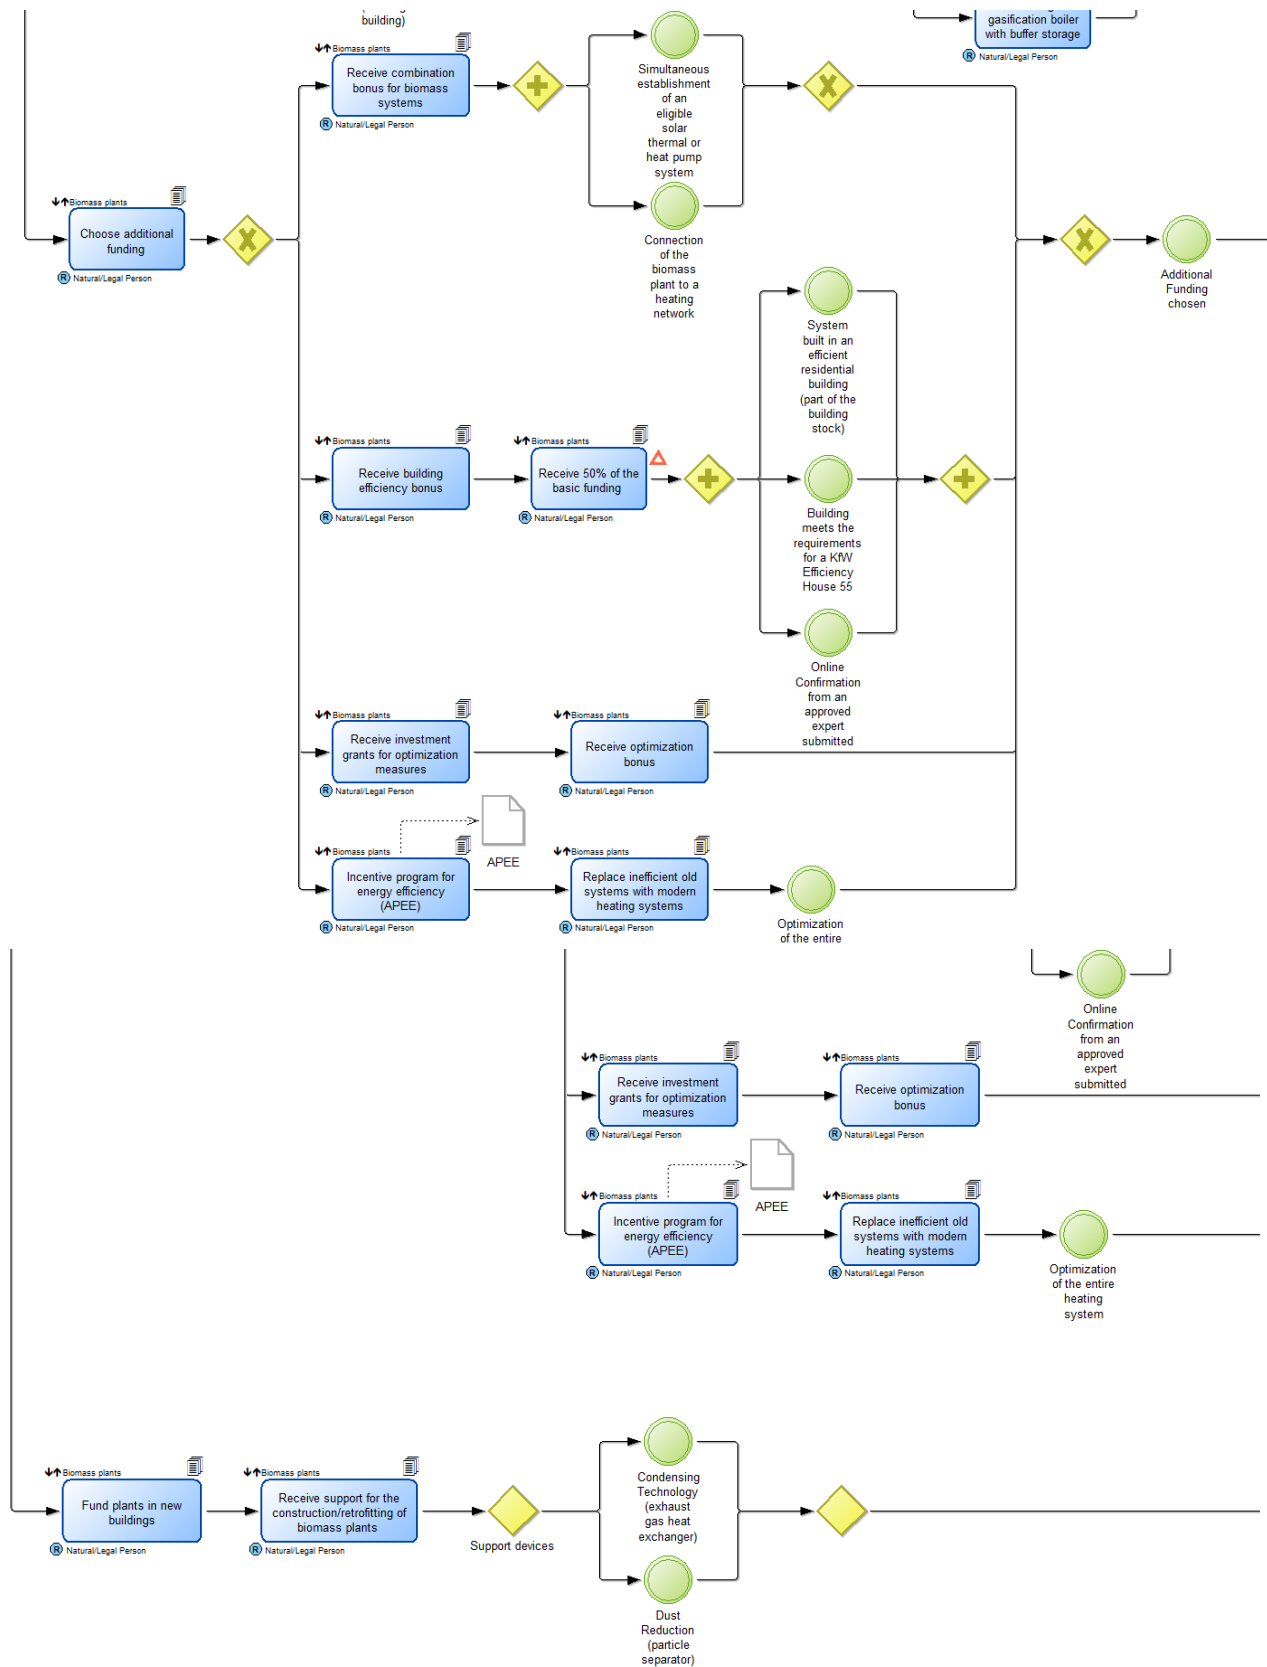 building)
gasification boiler
with buffer storage
Natural/Legal Person
Biomass plants
Receive combination
bonus for biomass
systems
R Natural/Legal Person
Simultaneous
establishment
of an
eligible
solar
thermal or
heat pump
system
Biomass plants
Choose additional
funding
R Natural/Legal Person
Connection
of the
biomass
plant to a
heating
network
Additional
Funding
chosen
System
built in an
efficient
residential
building
(part of the
building
stock)
Biomass plants
Receive building
efficiency bonus
R Natural/Legal Person
Biomass plants
Receive 50% of the
basic funding
R Natural/Legal Person
Building
meets the
requirements
for a KfW
Efficiency
House 55
Online
Confirmation
from an
approved
expert
submitted
Biomass plants
Receive investment
grants for optimization
measures
R Natural/Legal Person
Biomass plants
Receive optimization
bonus
R Natural/Legal Person
APEE
Biomass plants
Incentive program for
energy efficiency
(APEE)
R Natural/Legal Person
Biomass plants
Replace inefficient old
systems with modern
heating systems
R Natural/Legal Person
Optimization
of the entire
Online
Confirmation
from an
approved
expert
submitted
Biomass plants
Receive investment
grants for optimization
measures
R Natural/Legal Person
Biomass plants
Receive optimization
bonus
R Natural/Legal Person
APEE
Biomass plants
Incentive program for
energy efficiency
(APEE)
R Natural/Legal Person
Biomass plants
Replace inefficient old
systems with modern
heating systems
R Natural/Legal Person
Optimization
of the entire
heating
system
Biomass plants
Fund plants in new
buildings
R Natural/Legal Person
Biomass plants
Receive support for the
construction/retrofitting of
biomass plants
R Natural/Legal Person
Support devices
Condensing
Technology
(exhaust
gas heat
exchanger)
Dust
Reduction
(particle
separator)